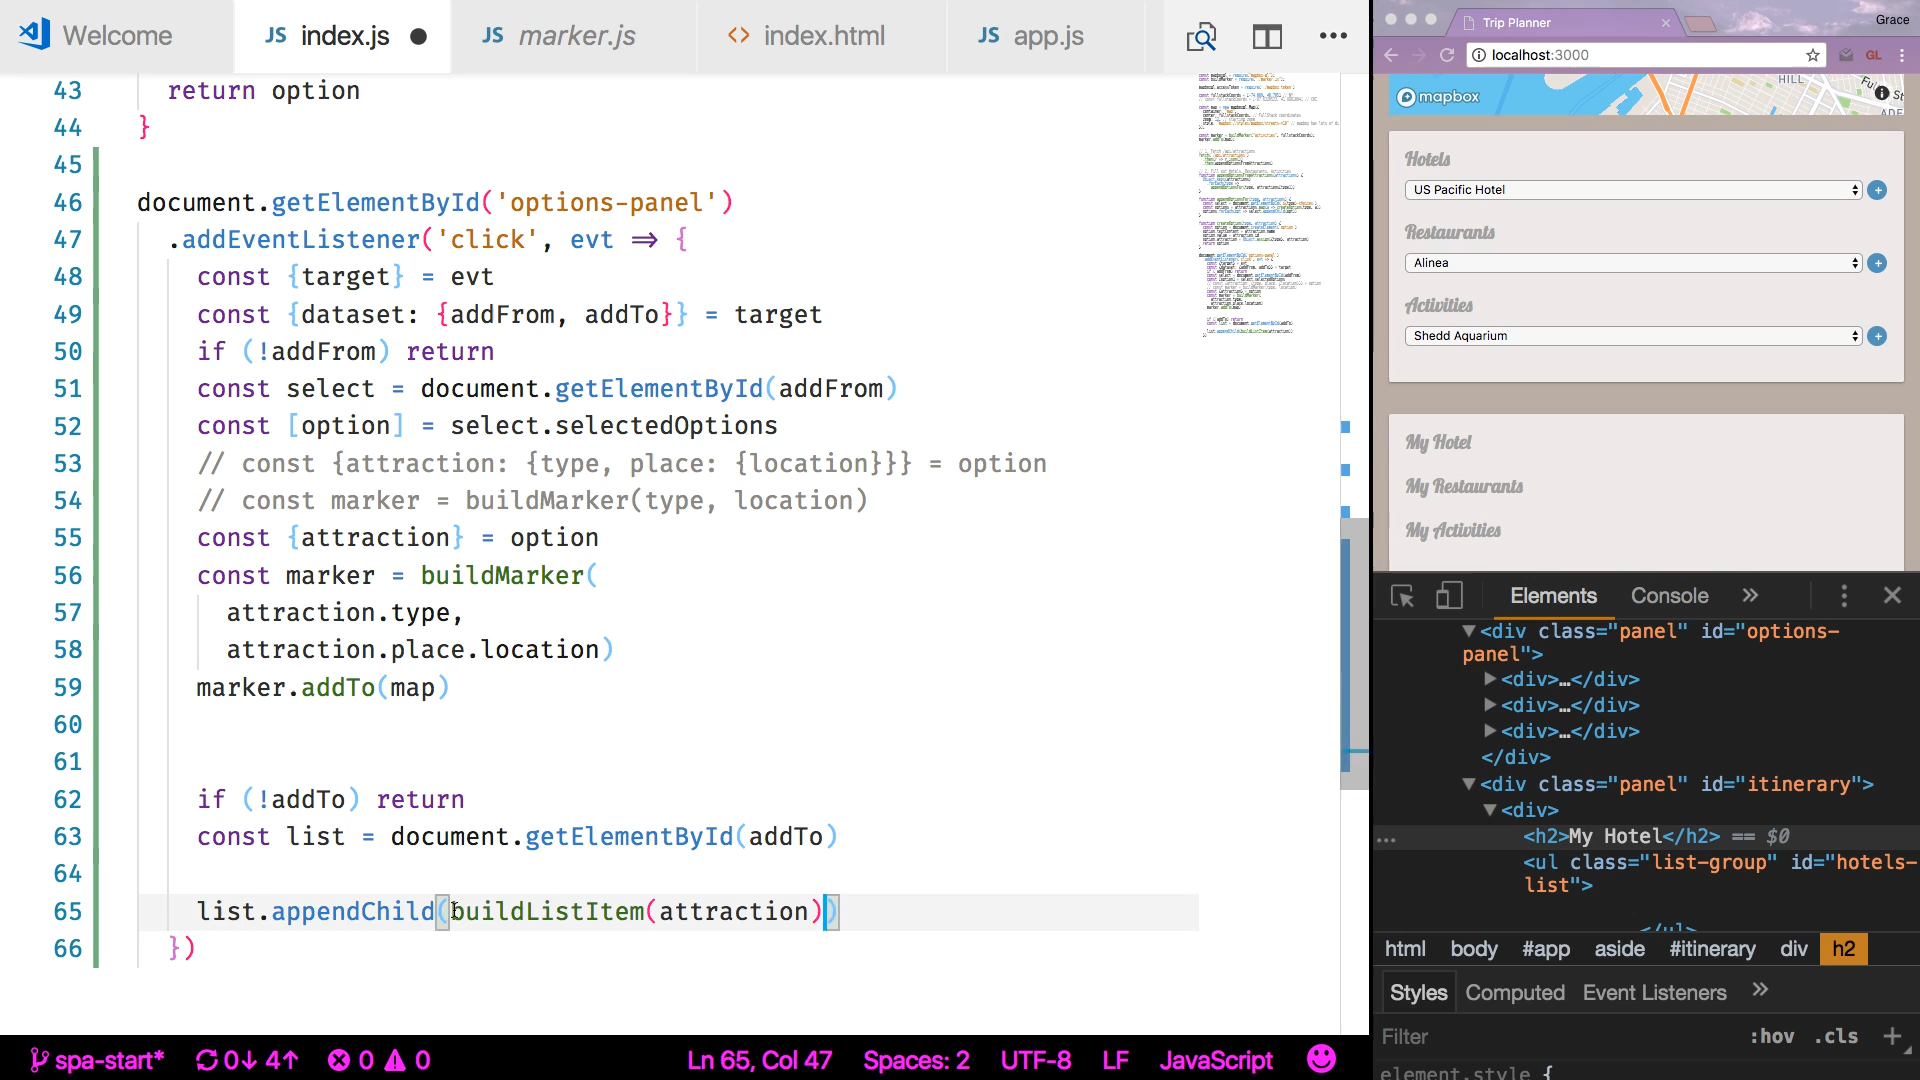 Welcome
JS index.js ●
JS marker.js
<> index.html
JS app.js
43 return option
44 }
45
46 document.getElementById('options-panel')
47 .addEventListener('click', evt => {
48 const {target} = evt
49 const {dataset: {addFrom, addTo}} = target
50 if (!addFrom) return
51 const select = document.getElementById(addFrom)
52 const [option] = select.selectedOptions
53 // const {attraction: {type, place: {location}}} = option
54 // const marker = buildMarker(type, location)
55 const {attraction} = option
56 const marker = buildMarker(
57 attraction.type,
58 attraction.place.location)
59 marker.addTo(map)
60
61
62 if (!addTo) return
63 const list = document.getElementById(addTo)
64
65 list.appendChild(buildListItem(attraction))
66 })
spa-start* 0↓ 4↑ 0 0 Ln 65, Col 47 Spaces: 2 UTF-8 LF JavaScript
Trip Planner
Grace
localhost:3000
GL
HILL
mapbox
Hotels
US Pacific Hotel
Restaurants
Alinea
Activities
Shedd Aquarium
My Hotel
My Restaurants
My Activities
Elements Console »
▼<div class="panel" id="options-
panel">
▶<div>…</div>
▶<div>…</div>
▶<div>…</div>
</div>
▼<div class="panel" id="itinerary">
▼<div>
… <h2>My Hotel</h2> == $0
<ul class="list-group" id="hotels-
list">
</ul>
html body #app aside #itinerary div h2
Styles Computed Event Listeners »
Filter :hov .cls +
element.style {